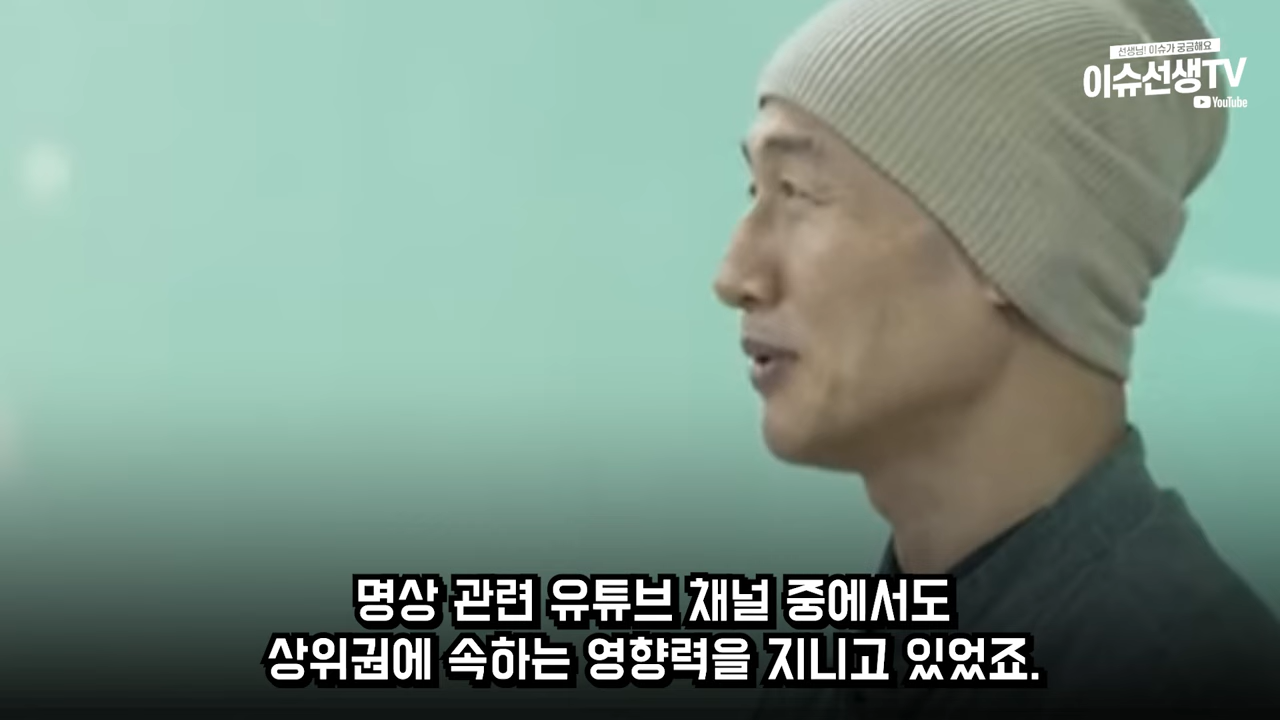 선생님! 이슈가 궁금해요
이슈선생TV
YouTube
명상 관련 유튜브 채널 중에서도
상위권에 속하는 영향력을 지니고 있었죠.